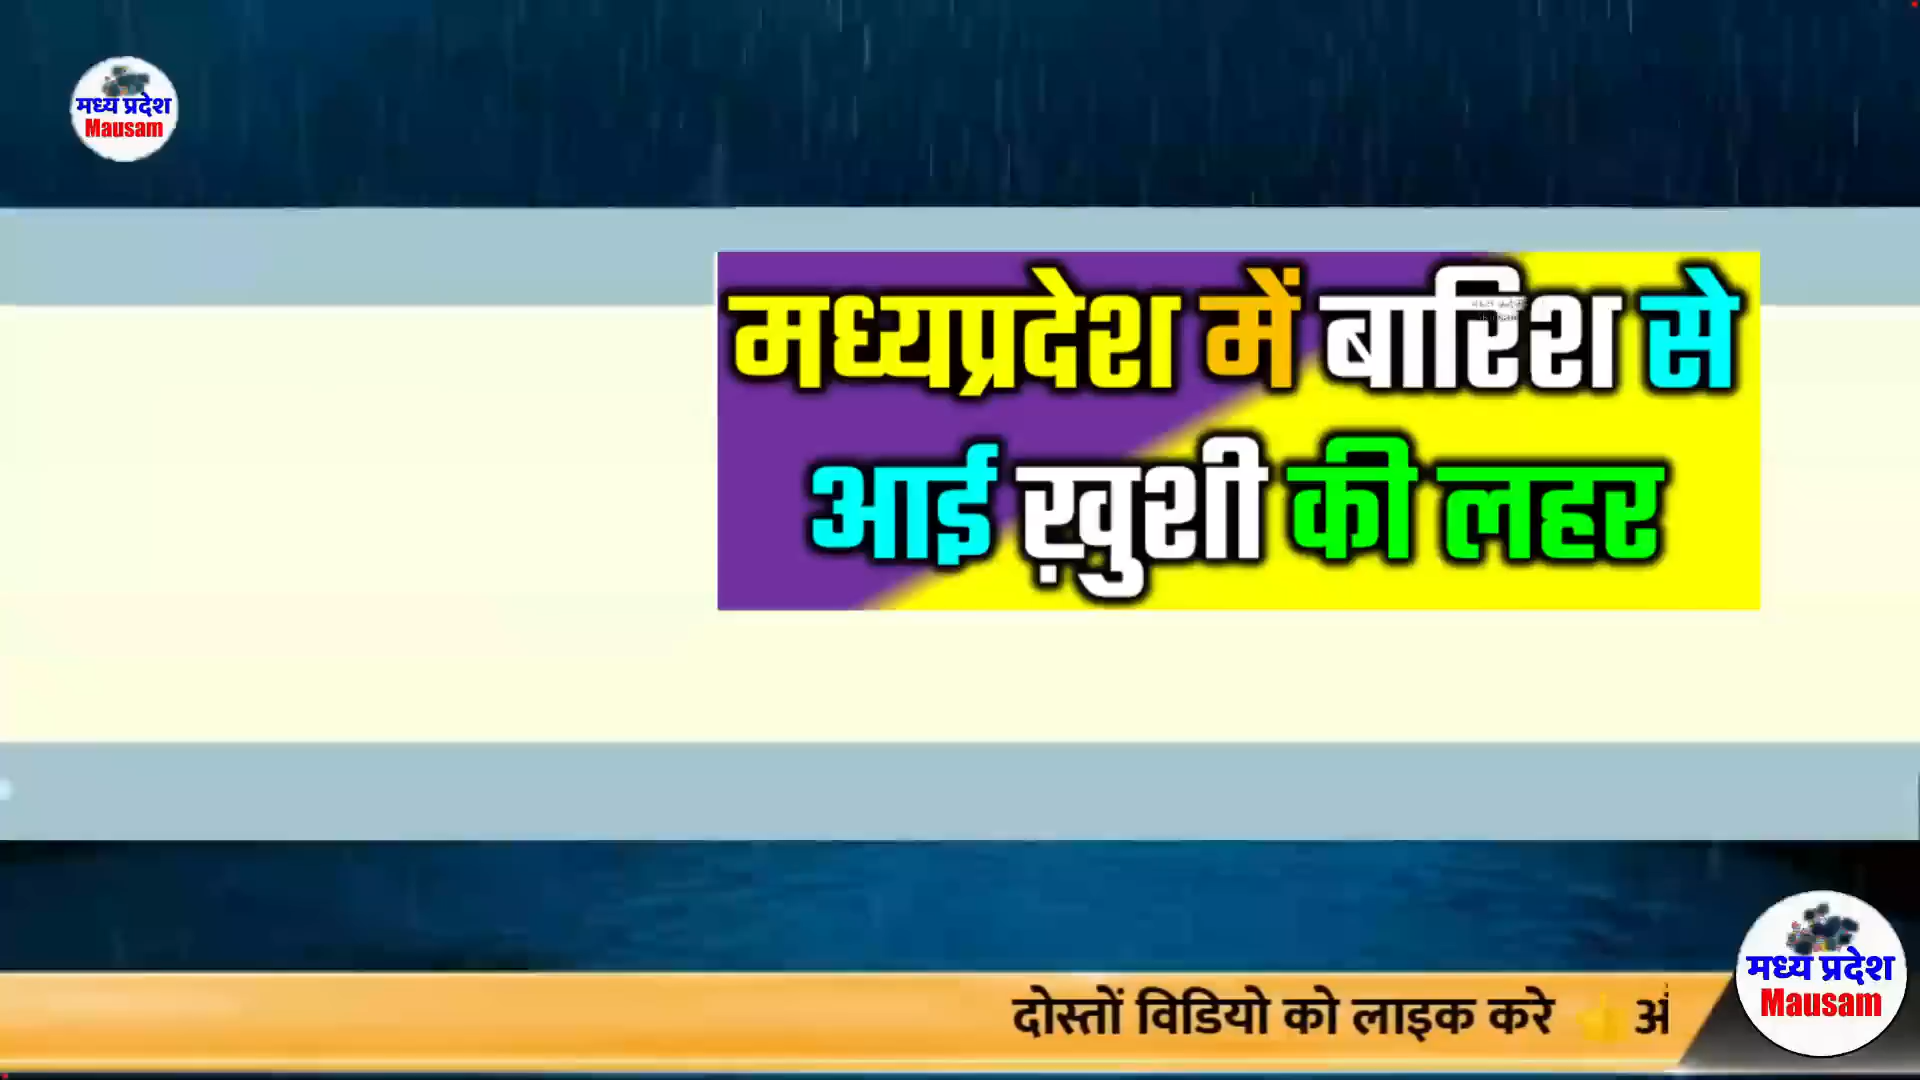 मध्य प्रदेश
Mausam
मध्यप्रदेश में बारिश से
आई ख़ुशी की लहर
दोस्तों विडियो को लाइक करे 👍
मध्य प्रदेश
Mausam